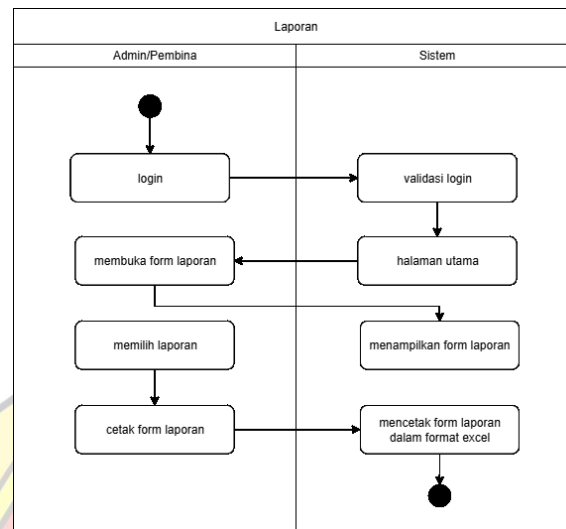 Laporan
Admin/Pembina
Sistem
login
validasi login
membuka form laporan
halaman utama
menampilkan form laporan
memilih laporan
cetak form laporan
mencetak form laporan
dalam format excel